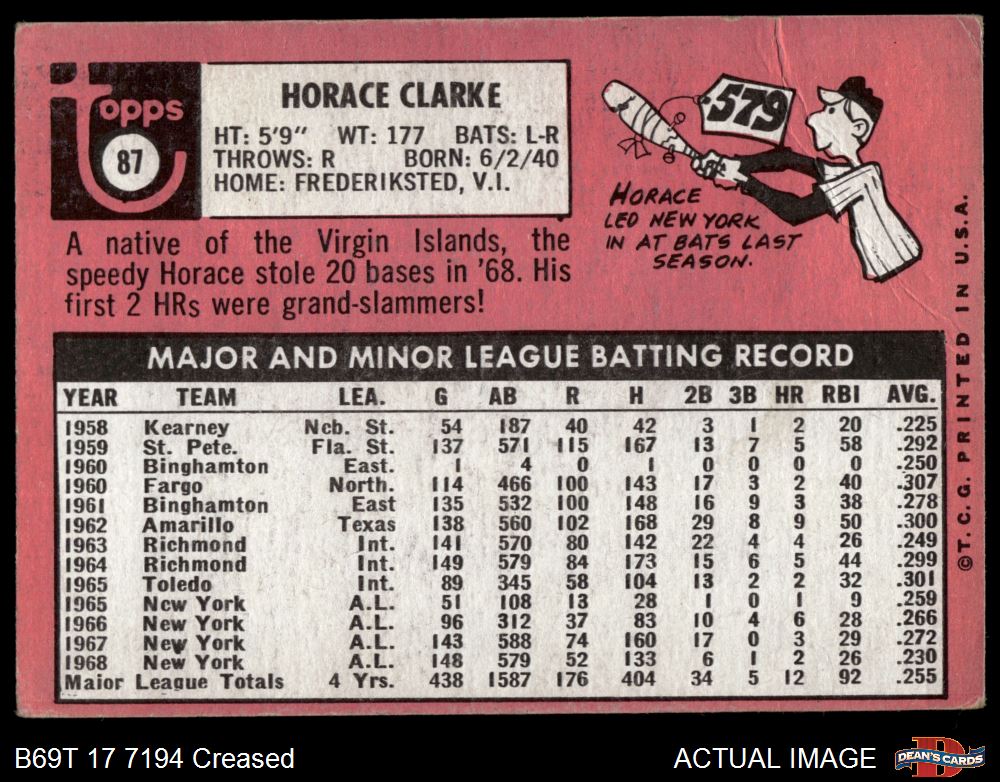 Topps
87
HORACE CLARKE
HT: 5'9" WT: 177 BATS: L-R
THROWS: R BORN: 6/2/40
HOME: FREDERIKSTED, V.I.
579
HORACE
LED NEW YORK
IN AT BATS LAST
SEASON.
A native of the Virgin Islands, the
speedy Horace stole 20 bases in '68. His
first 2 HRs were grand-slammers!
MAJOR AND MINOR LEAGUE BATTING RECORD
YEAR TEAM LEA. G AB R H 2B 3B HR RBI AVG.
1958 Kearney Neb. St. 54 187 40 42 3 1 2 20 .225
1959 St. Pete. Fla. St. 137 571 115 167 13 7 5 58 .292
1960 Binghamton East. 1 4 0 1 0 0 0 0 .250
1960 Fargo North. 114 466 100 143 17 3 2 40 .307
1961 Binghamton East 135 532 100 148 16 9 3 38 .278
1962 Amarillo Texas 138 560 102 168 29 8 9 50 .300
1963 Richmond Int. 141 570 80 142 22 4 4 26 .249
1964 Richmond Int. 149 579 84 173 15 6 5 44 .299
1965 Toledo Int. 89 345 58 104 13 2 2 32 .301
1965 New York A.L. 51 108 13 28 1 0 1 9 .259
1966 New York A.L. 96 312 37 83 10 4 6 28 .266
1967 New York A.L. 143 588 74 160 17 0 3 29 .272
1968 New York A.L. 148 579 52 133 6 1 2 26 .230
Major League Totals 4 Yrs. 438 1587 176 404 34 5 12 92 .255
©T.C.G. PRINTED IN U.S.A.
B69T 17 7194 Creased
ACTUAL IMAGE
D
DEAN'S CARDS